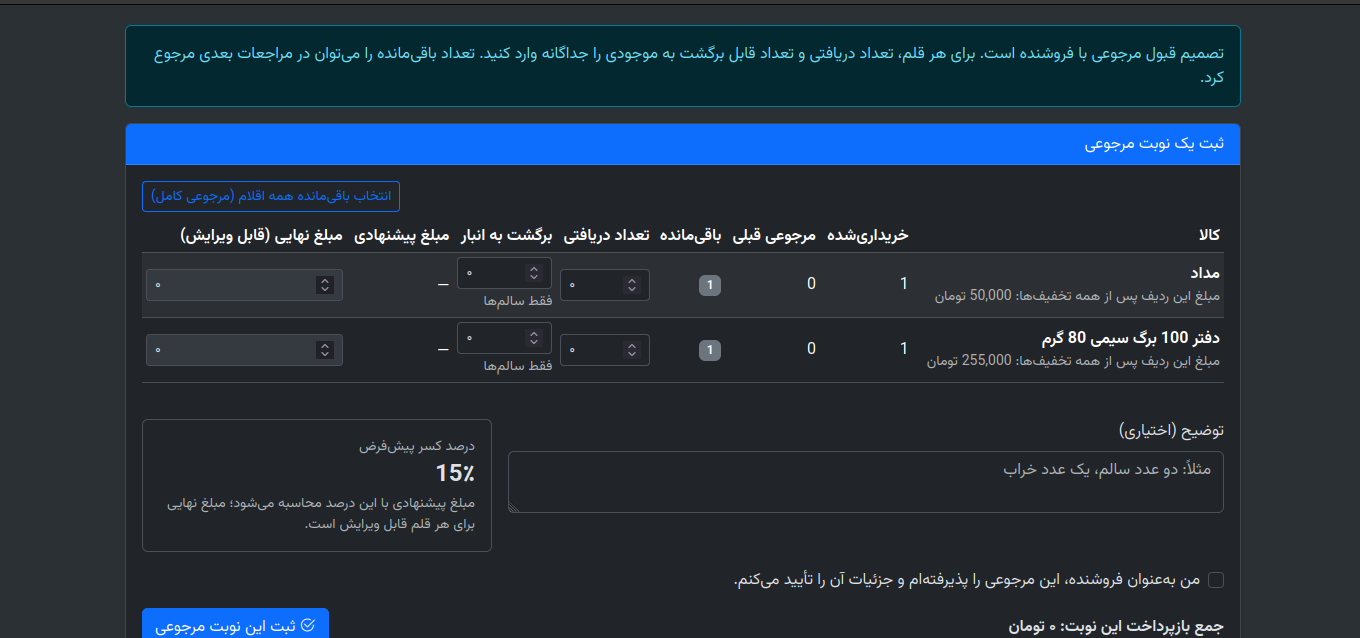 تصمیم قبول مرجوعی با فروشنده است. برای هر قلم، تعداد دریافتی و تعداد قابل برگشت به موجودی را جداگانه وارد کنید. تعداد باقی‌مانده را می‌توان در مراجعات بعدی مرجوع
کرد.
ثبت یک نوبت مرجوعی
انتخاب باقی‌مانده همه اقلام (مرجوعی کامل)
کالا خریداری‌شده مرجوعی قبلی باقی‌مانده تعداد دریافتی برگشت به انبار مبلغ پیشنهادی مبلغ نهایی (قابل ویرایش)
مداد 1 0 1 ۰ ۰ — ۰
مبلغ این ردیف پس از همه تخفیف‌ها: 50,000 تومان فقط سالم‌ها
دفتر 100 برگ سیمی 80 گرم 1 0 1 ۰ ۰ — ۰
مبلغ این ردیف پس از همه تخفیف‌ها: 255,000 تومان فقط سالم‌ها
توضیح (اختیاری)
مثلاً: دو عدد سالم، یک عدد خراب
درصد کسر پیش‌فرض
15٪
مبلغ پیشنهادی با این درصد محاسبه می‌شود؛ مبلغ نهایی
برای هر قلم قابل ویرایش است.
من به‌عنوان فروشنده، این مرجوعی را پذیرفته‌ام و جزئیات آن را تأیید می‌کنم.
جمع بازپرداخت این نوبت: ۰ تومان
ثبت این نوبت مرجوعی